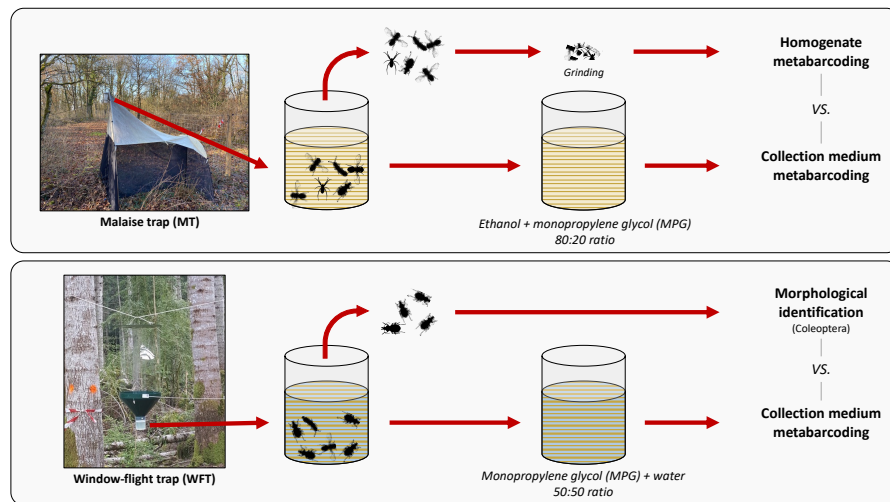 Grinding
Homogenate
metabarcoding
VS.
Collection medium
metabarcoding
Malaise trap (MT)
Ethanol + monopropylene glycol (MPG)
80:20 ratio
Morphological
identification
(Coleoptera)
VS.
Collection medium
metabarcoding
Window-flight trap (WFT)
Monopropylene glycol (MPG) + water
50:50 ratio